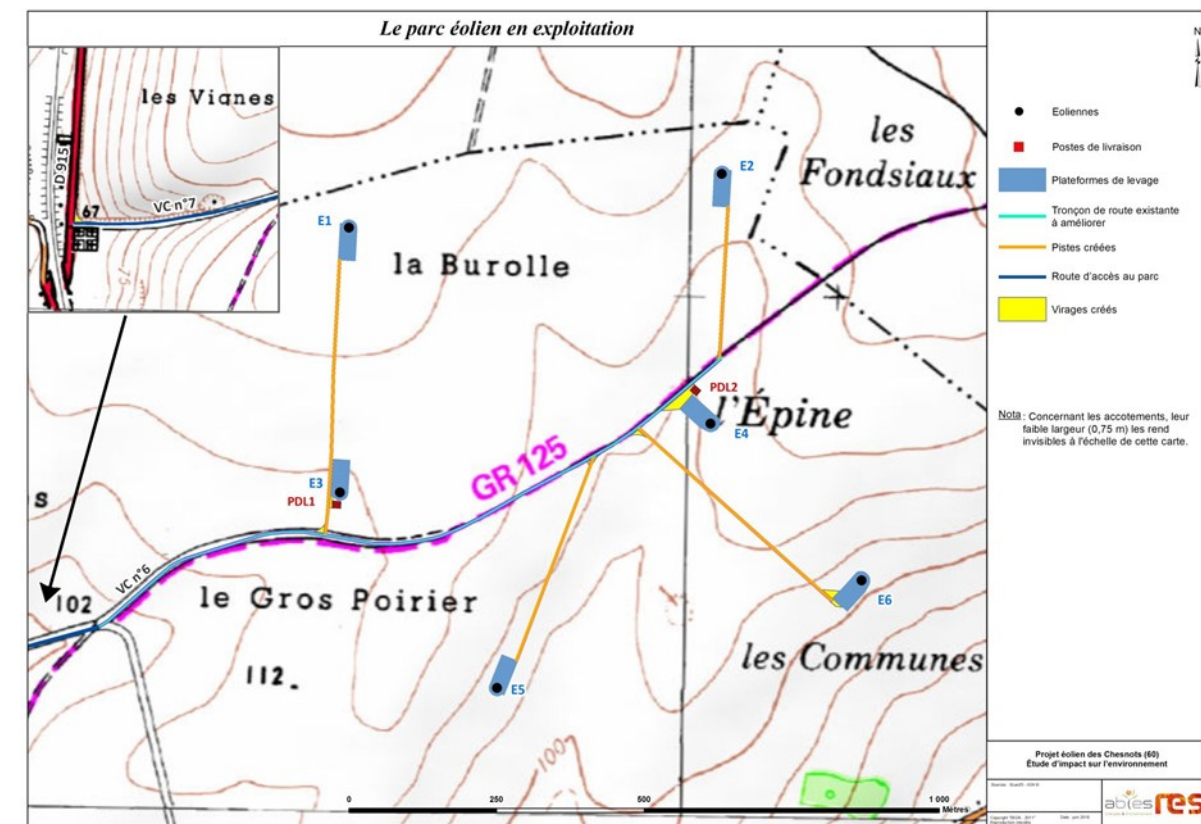 Le parc éolien en exploitation
les Vignes
D 915
VC n°7
67
75
N
Eoliennes
Postes de livraison
Plateformes de levage
Tronçon de route existante
à améliorer
Pistes créées
Route d'accès au parc
Virages créés
Nota : Concernant les accotements, leur
faible largeur (0,75 m) les rend
invisibles à l'échelle de cette carte.
les
Fondsiaux
E2
E1
la Burolle
PDL2
l'Épine
E4
GR 125
E3
PDL1
s
VC n°6
102
le Gros Poirier
E6
112
les Communes
E5
100
0 250 500 1 000
Mètres
Projet éolien des Chesnots (60)
Étude d'impact sur l'environnement
abies
res